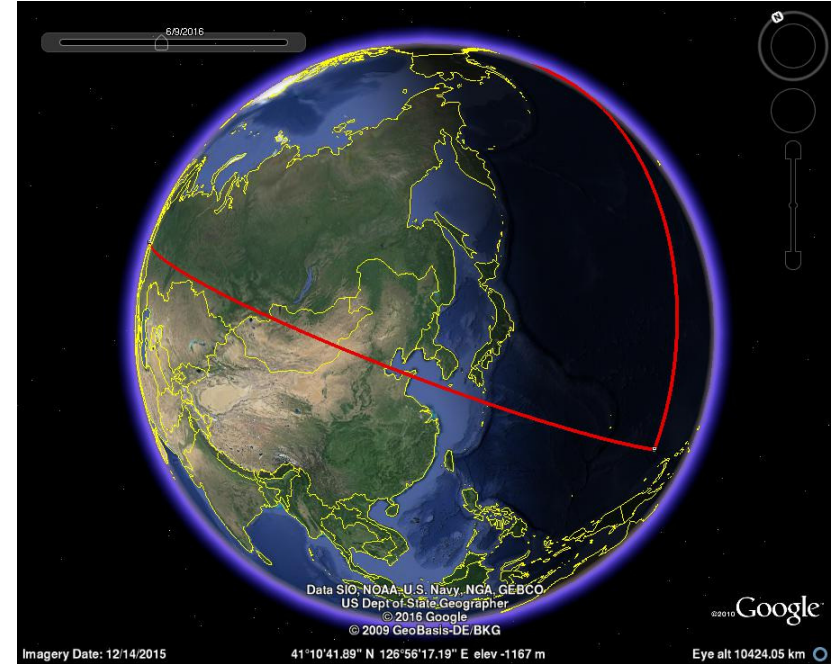 6/9/2016
N
Data SIO, NOAA, U.S. Navy, NGA, GEBCO
US Dept of State Geographer
© 2016 Google
© 2009 GeoBasis-DE/BKG
©2010 Google
Imagery Date: 12/14/2015 41°10'41.89" N 126°56'17.19" E elev -1167 m Eye alt 10424.05 km